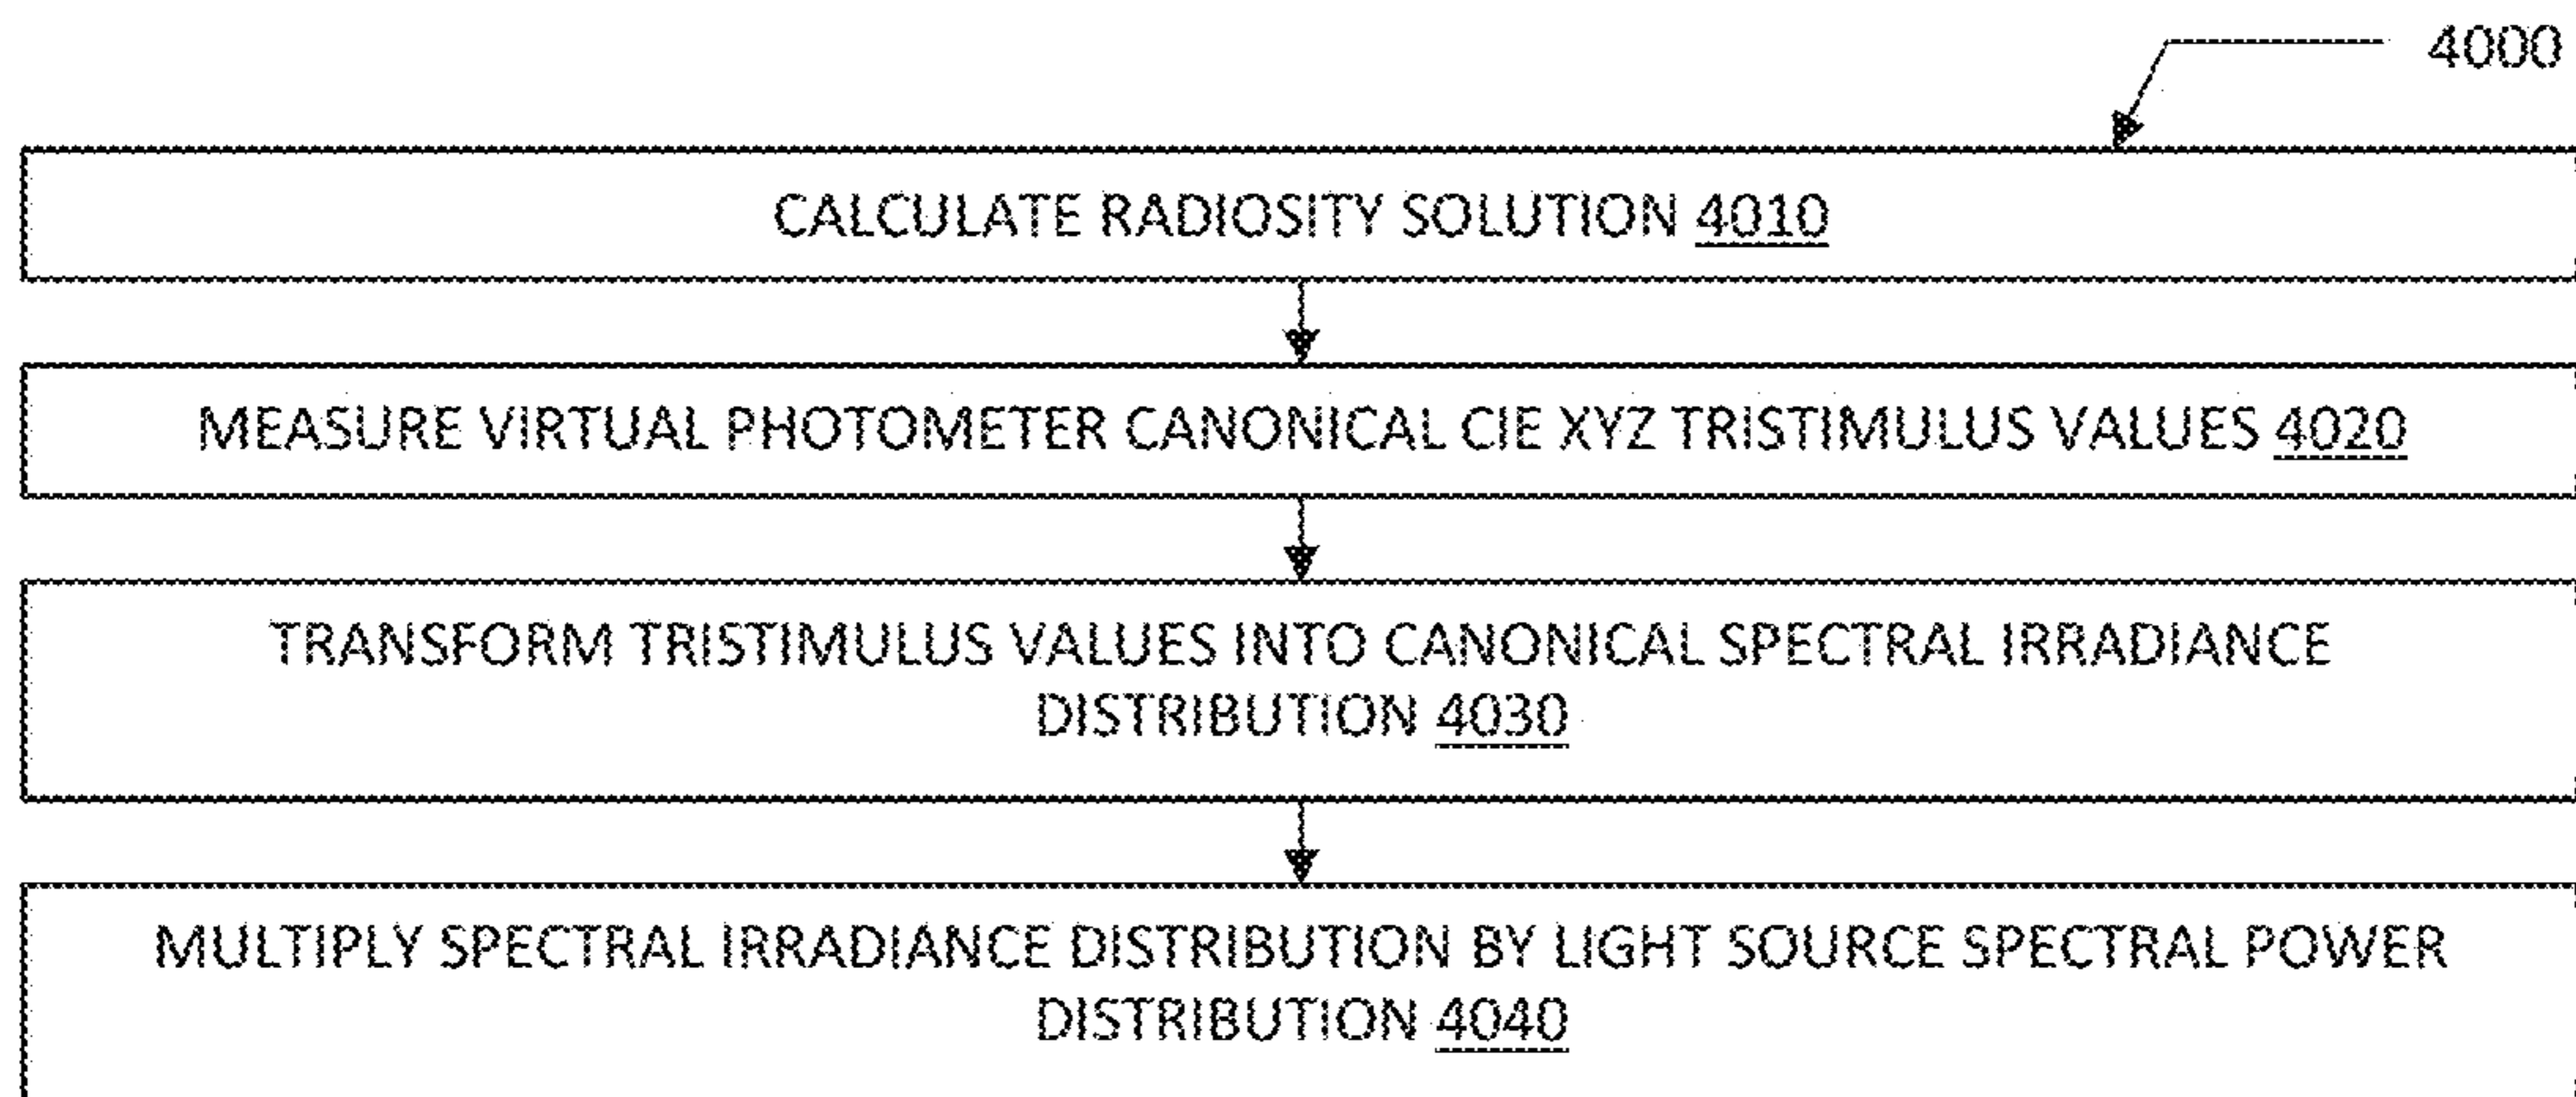 4000
CALCULATE RADIOSITY SOLUTION 4010
MEASURE VIRTUAL PHOTOMETER CANONICAL CIE XYZ TRISTIMULUS VALUES 4020
TRANSFORM TRISTIMULUS VALUES INTO CANONICAL SPECTRAL IRRADIANCE
DISTRIBUTION 4030
MULTIPLY SPECTRAL IRRADIANCE DISTRIBUTION BY LIGHT SOURCE SPECTRAL POWER
DISTRIBUTION 4040